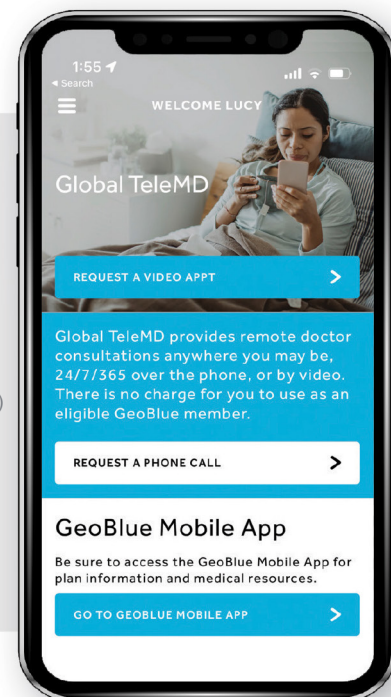 1:55
◀ Search
WELCOME LUCY
Global TeleMD
REQUEST A VIDEO APPT
Global TeleMD provides remote doctor
consultations anywhere you may be,
24/7/365 over the phone, or by video.
There is no charge for you to use as an
eligible GeoBlue member.
REQUEST A PHONE CALL
GeoBlue Mobile App
Be sure to access the GeoBlue Mobile App for
plan information and medical resources.
GO TO GEOBLUE MOBILE APP